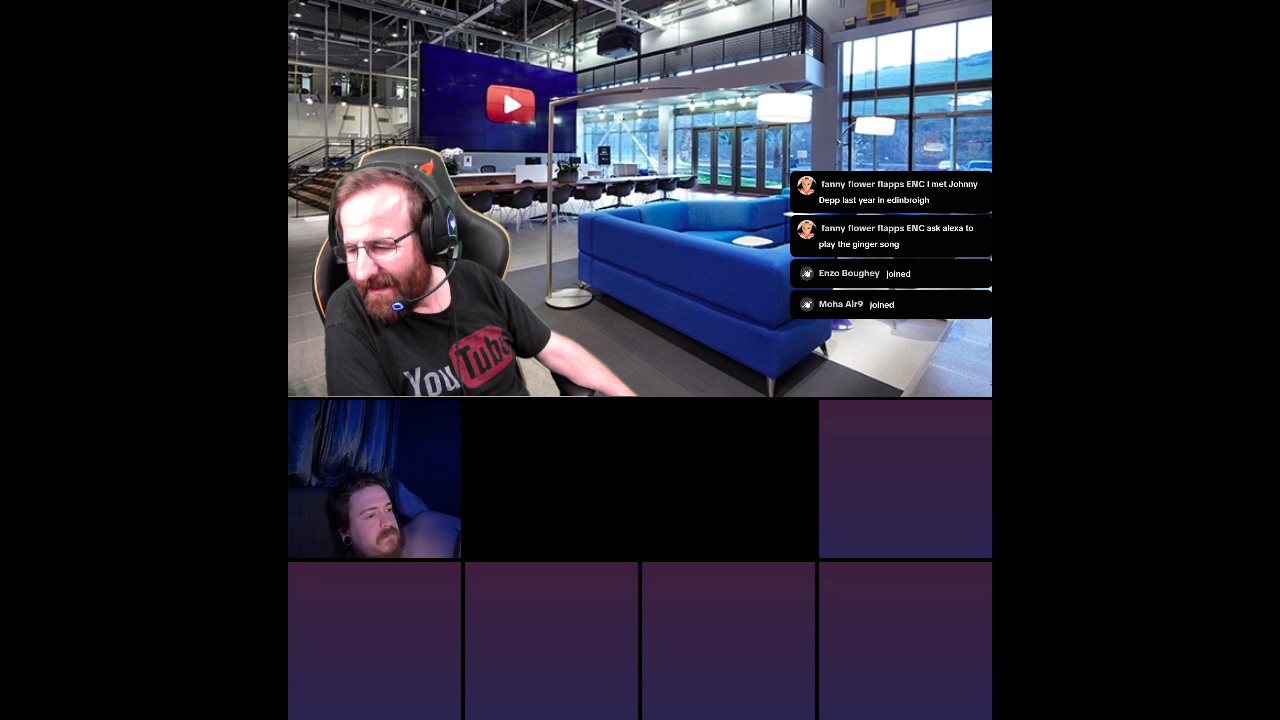 fanny flower flapps ENC I met Johnny
Depp last year in edinbroigh
fanny flower flapps ENC ask alexa to
play the ginger song
Enzo Boughey joined
Moha Air9 joined
YouTube